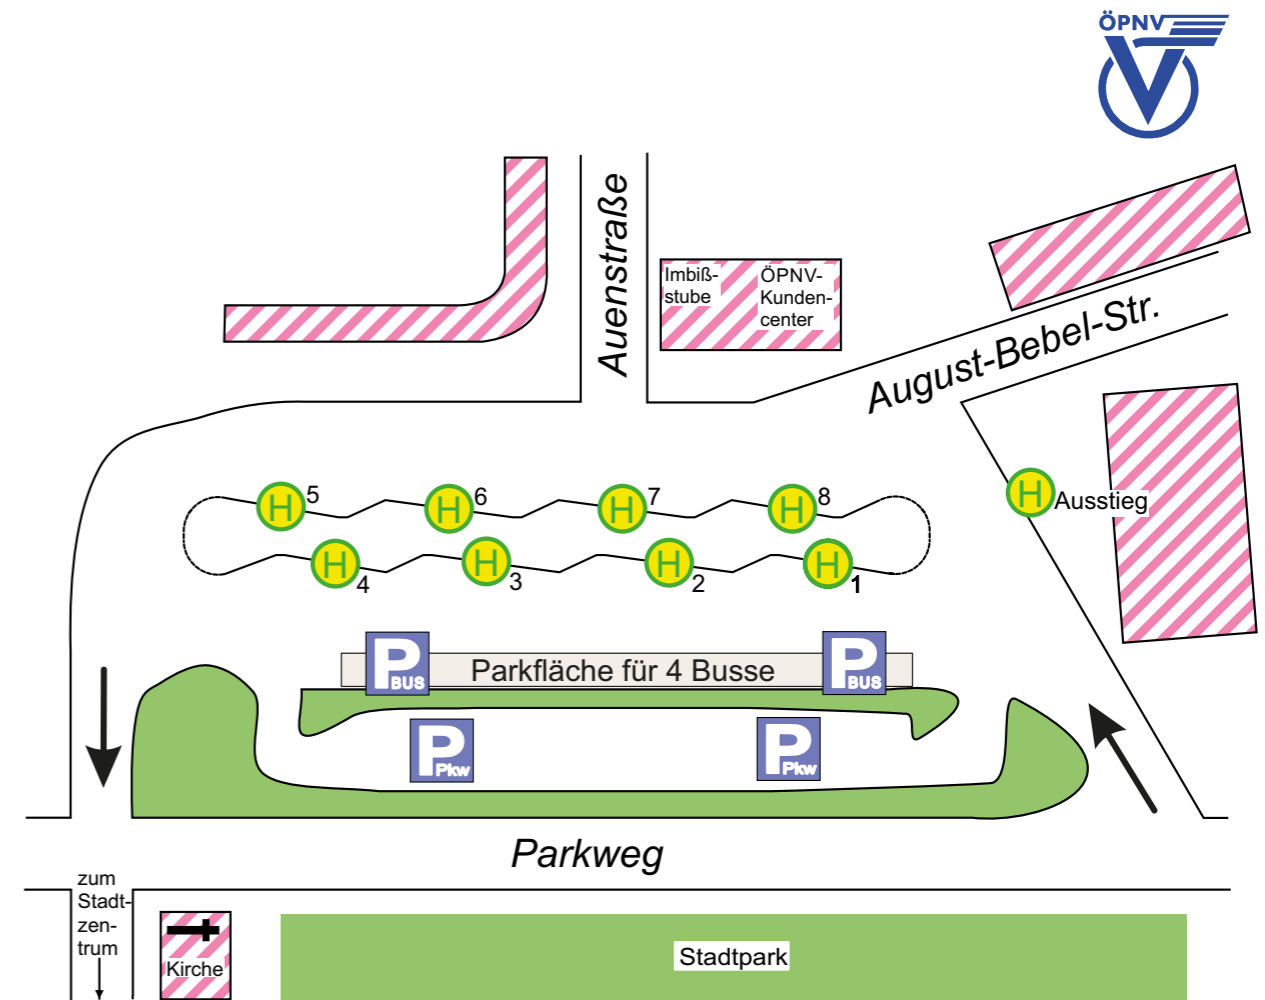 ÖPNV
V
Auenstraße
Imbiß-
stube
ÖPNV-
Kunden-
center
August-Bebel-Str.
H 5
H 6
H 7
H 8
H Ausstieg
H 4
H 3
H 2
H 1
P
BUS
Parkfläche für 4 Busse
P
BUS
P
Pkw
P
Pkw
Parkweg
zum
Stadt-
zen-
trum
Kirche
Stadtpark